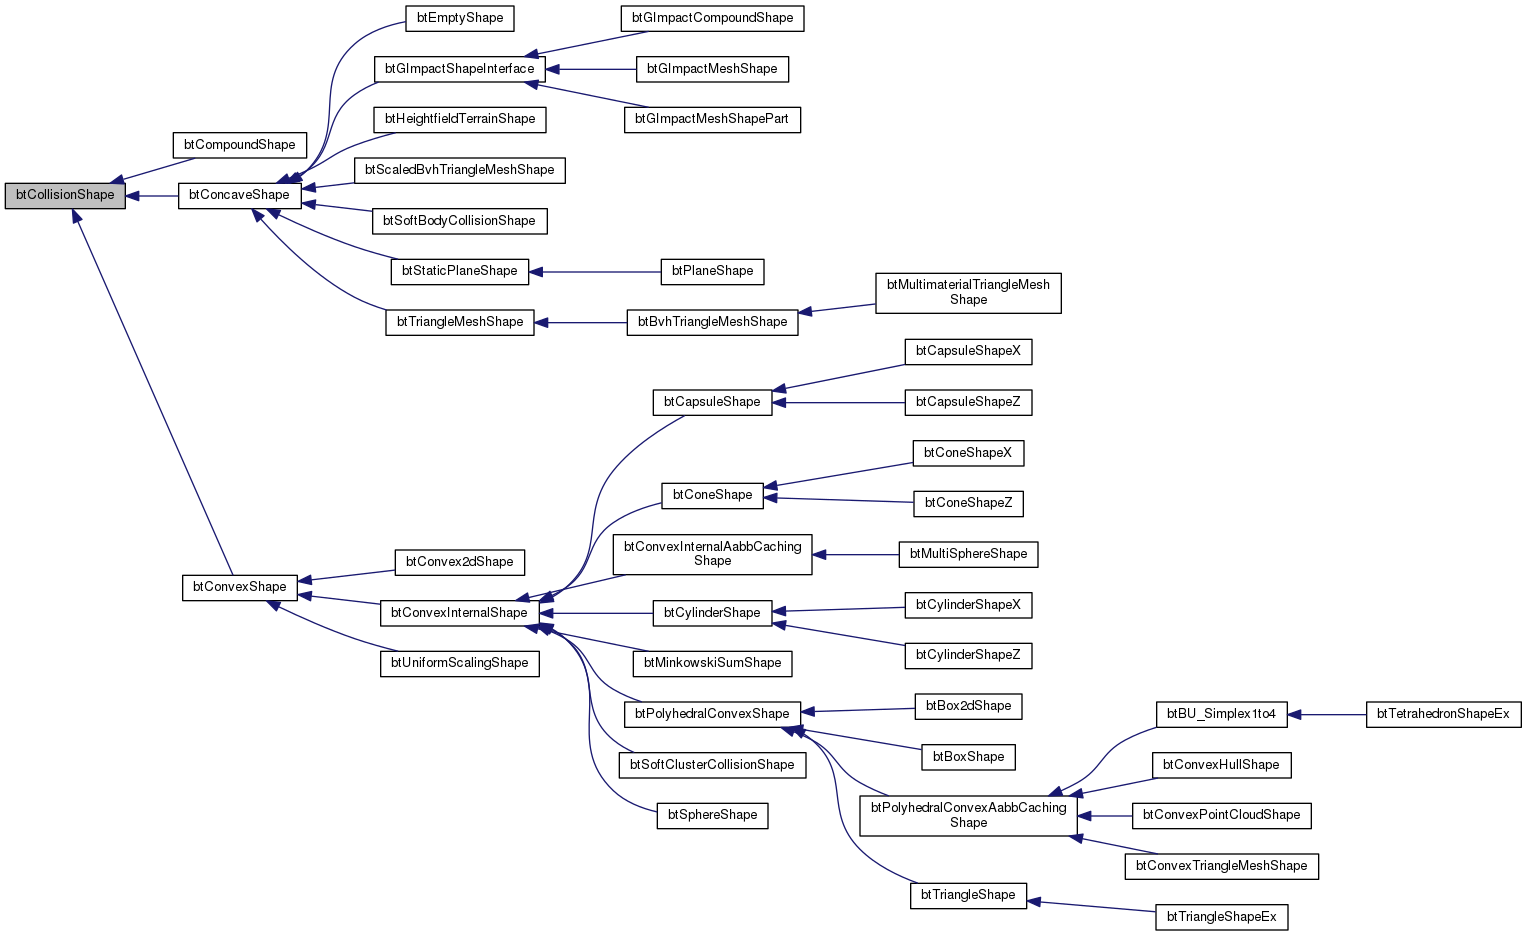 btEmptyShape
btGImpactCompoundShape
btGImpactShapeInterface
btGImpactMeshShape
btHeightfieldTerrainShape
btGImpactMeshShapePart
btCompoundShape
btScaledBvhTriangleMeshShape
btCollisionShape
btConcaveShape
btSoftBodyCollisionShape
btStaticPlaneShape
btPlaneShape
btMultimaterialTriangleMesh
Shape
btTriangleMeshShape
btBvhTriangleMeshShape
btCapsuleShapeX
btCapsuleShape
btCapsuleShapeZ
btConeShapeX
btConeShape
btConeShapeZ
btConvexInternalAabbCaching
Shape
btMultiSphereShape
btConvex2dShape
btConvexShape
btConvexInternalShape
btCylinderShape
btCylinderShapeX
btCylinderShapeZ
btUniformScalingShape
btMinkowskiSumShape
btPolyhedralConvexShape
btBox2dShape
btBU_Simplex1to4
btTetrahedronShapeEx
btBoxShape
btSoftClusterCollisionShape
btConvexHullShape
btSphereShape
btPolyhedralConvexAabbCaching
Shape
btConvexPointCloudShape
btConvexTriangleMeshShape
btTriangleShape
btTriangleShapeEx